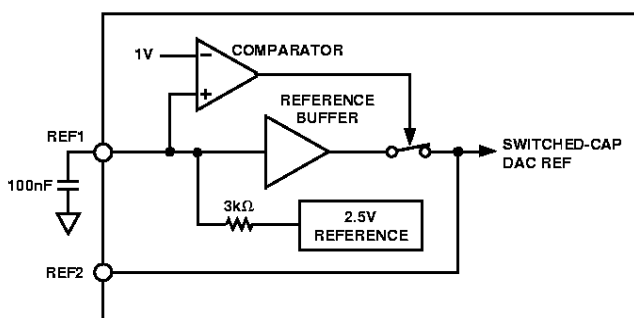 1V
COMPARATOR
−
+
REFERENCE
BUFFER
REF1
SWITCHED-CAP
DAC REF
100nF
3kΩ
2.5V
REFERENCE
REF2